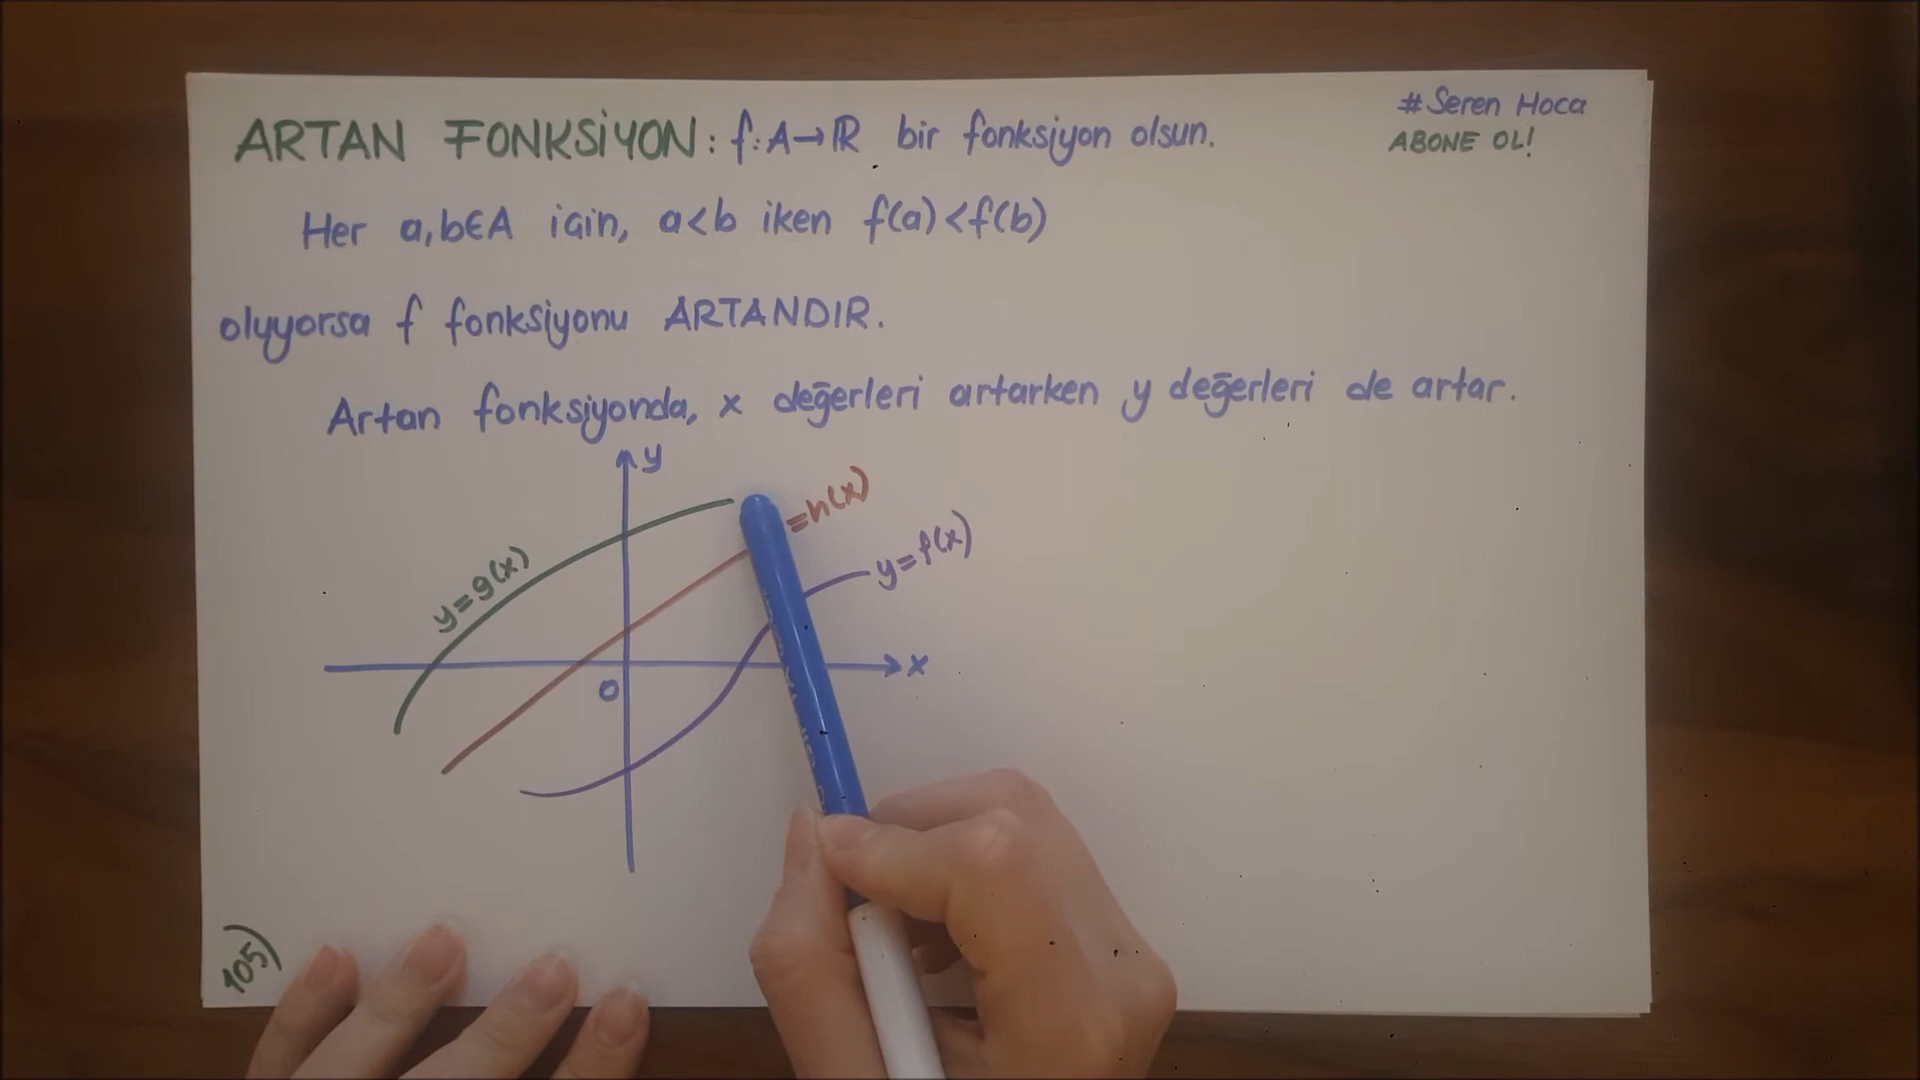 #Seren Hoca
ABONE OL!
ARTAN FONKSİYON: f:A→ℝ bir fonksiyon olsun.
Her a,b∈A için, a<b iken f(a)<f(b)
oluyorsa f fonksiyonu ARTANDIR.
Artan fonksiyonda, x değerleri artarken y değerleri de artar.
y
=h(x)
y=f(x)
y=g(x)
x
0
105)